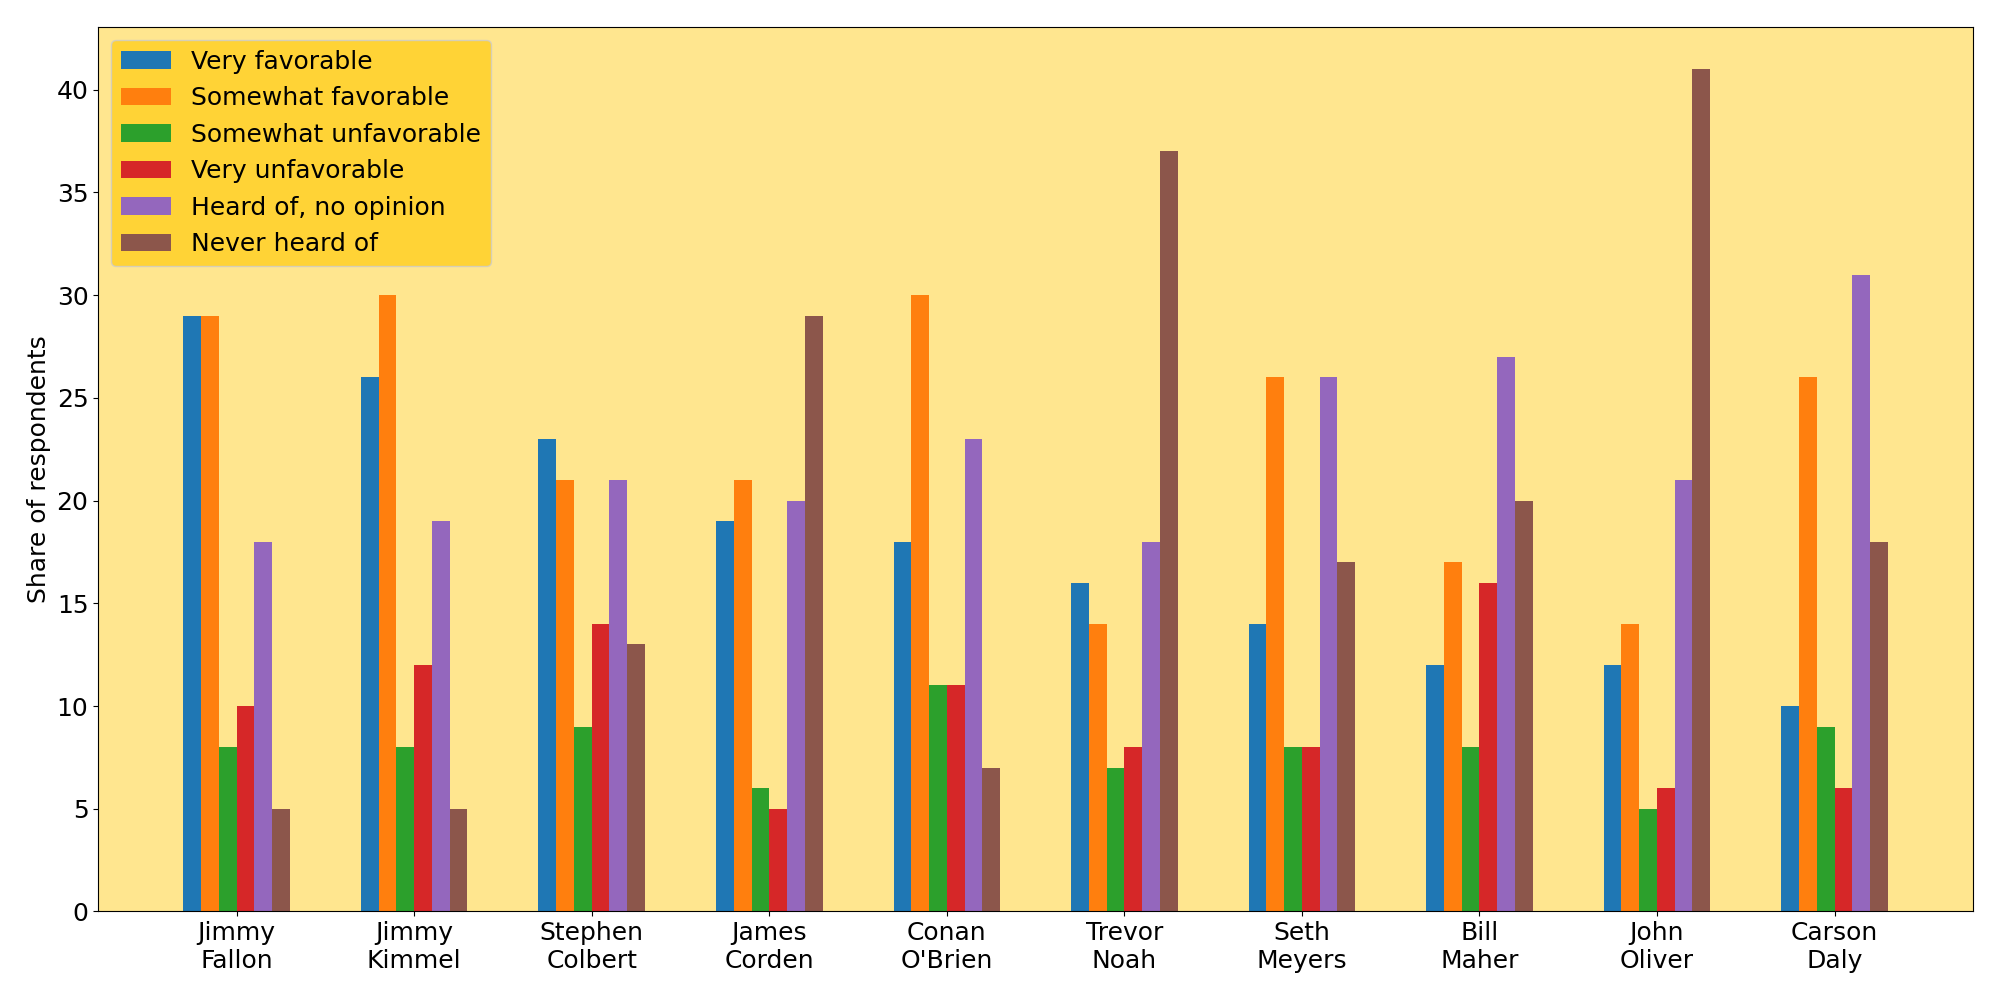 Very favorable
Somewhat favorable
Somewhat unfavorable
Very unfavorable
Heard of, no opinion
Never heard of
Share of respondents
40
35
30
25
20
15
10
5
0
Jimmy Fallon
Jimmy Kimmel
Stephen Colbert
James Corden
Conan O'Brien
Trevor Noah
Seth Meyers
Bill Maher
John Oliver
Carson Daly